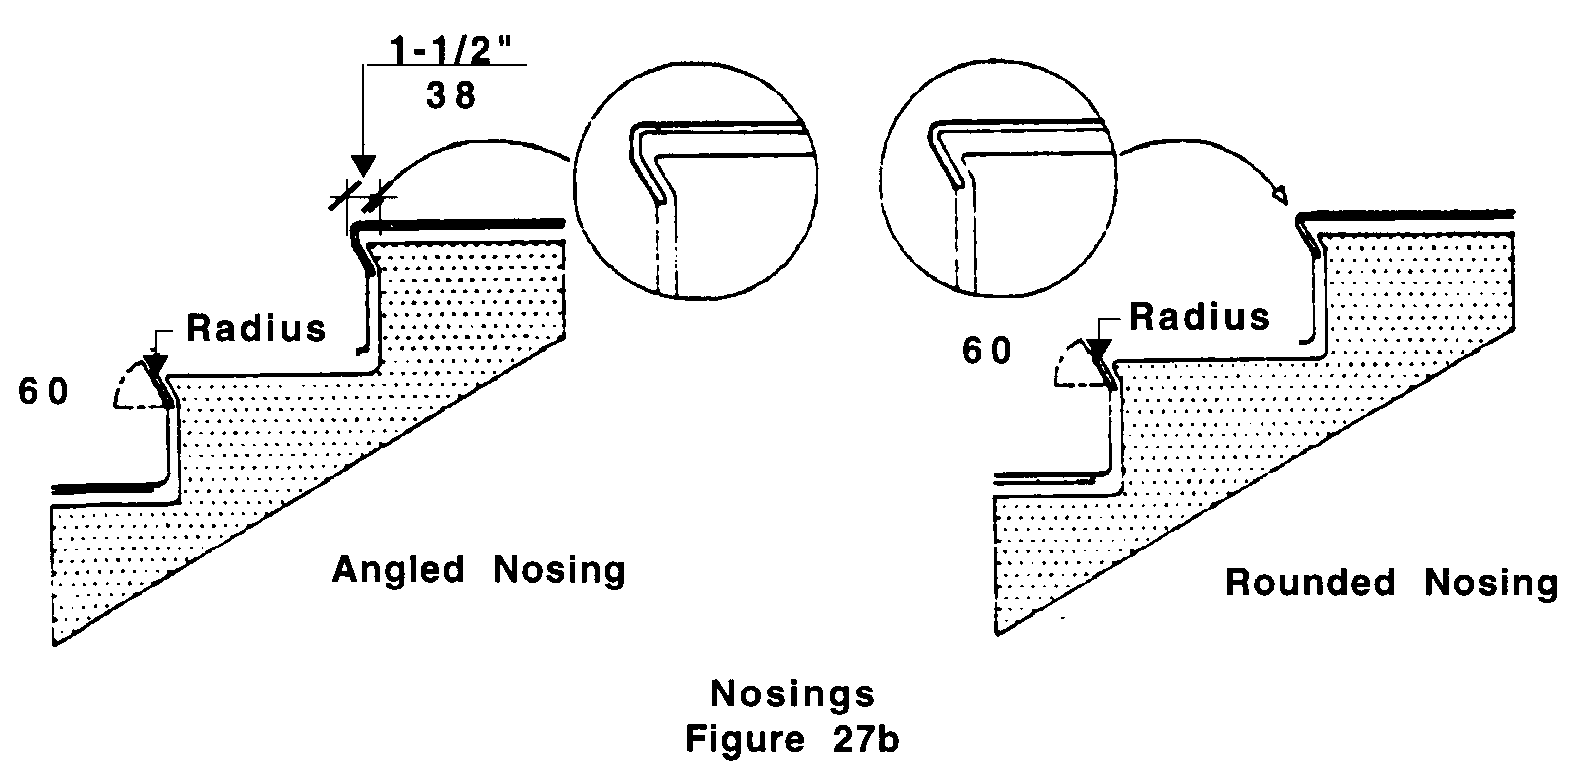 1-1/2"
38
Radius
60
Radius
60
Angled Nosing
Rounded Nosing
Nosings
Figure 27b